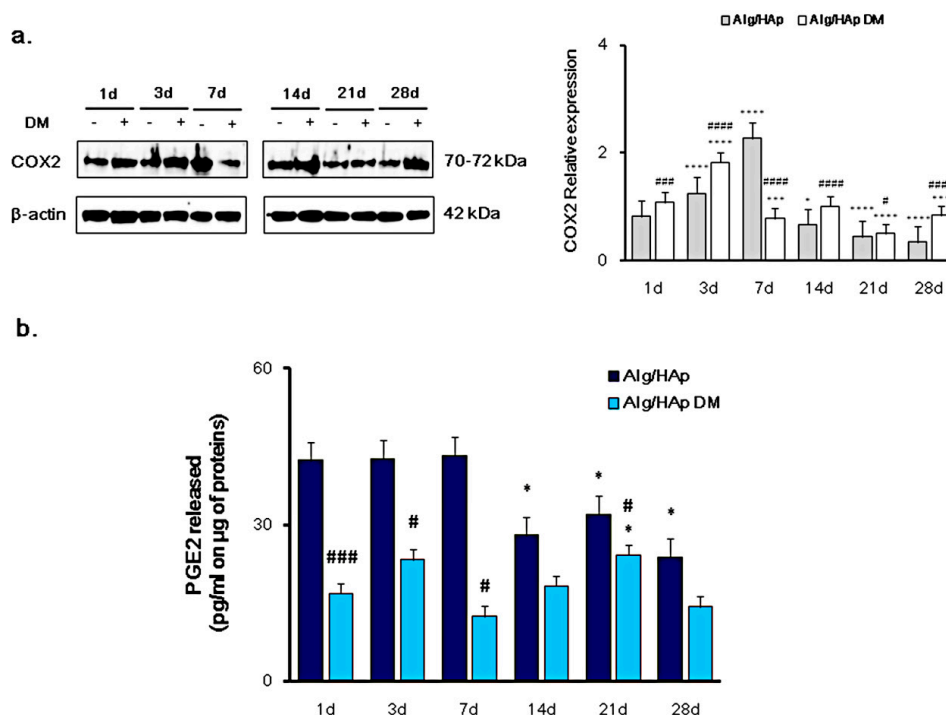 a.
1d 3d 7d 14d 21d 28d
DM - + - + - + - + - + - +
COX2 70-72 kDa
β-actin 42 kDa
Alg/HAp Alg/HAp DM
COX2 Relative expression
4
2
0
### #### **** **** **** #### *** * #### **** # **** **** ###
1d 3d 7d 14d 21d 28d
b.
Alg/HAp
Alg/HAp DM
PGE2 released
(pg/ml on µg of proteins)
60
30
0
### # # * * # * *
1d 3d 7d 14d 21d 28d